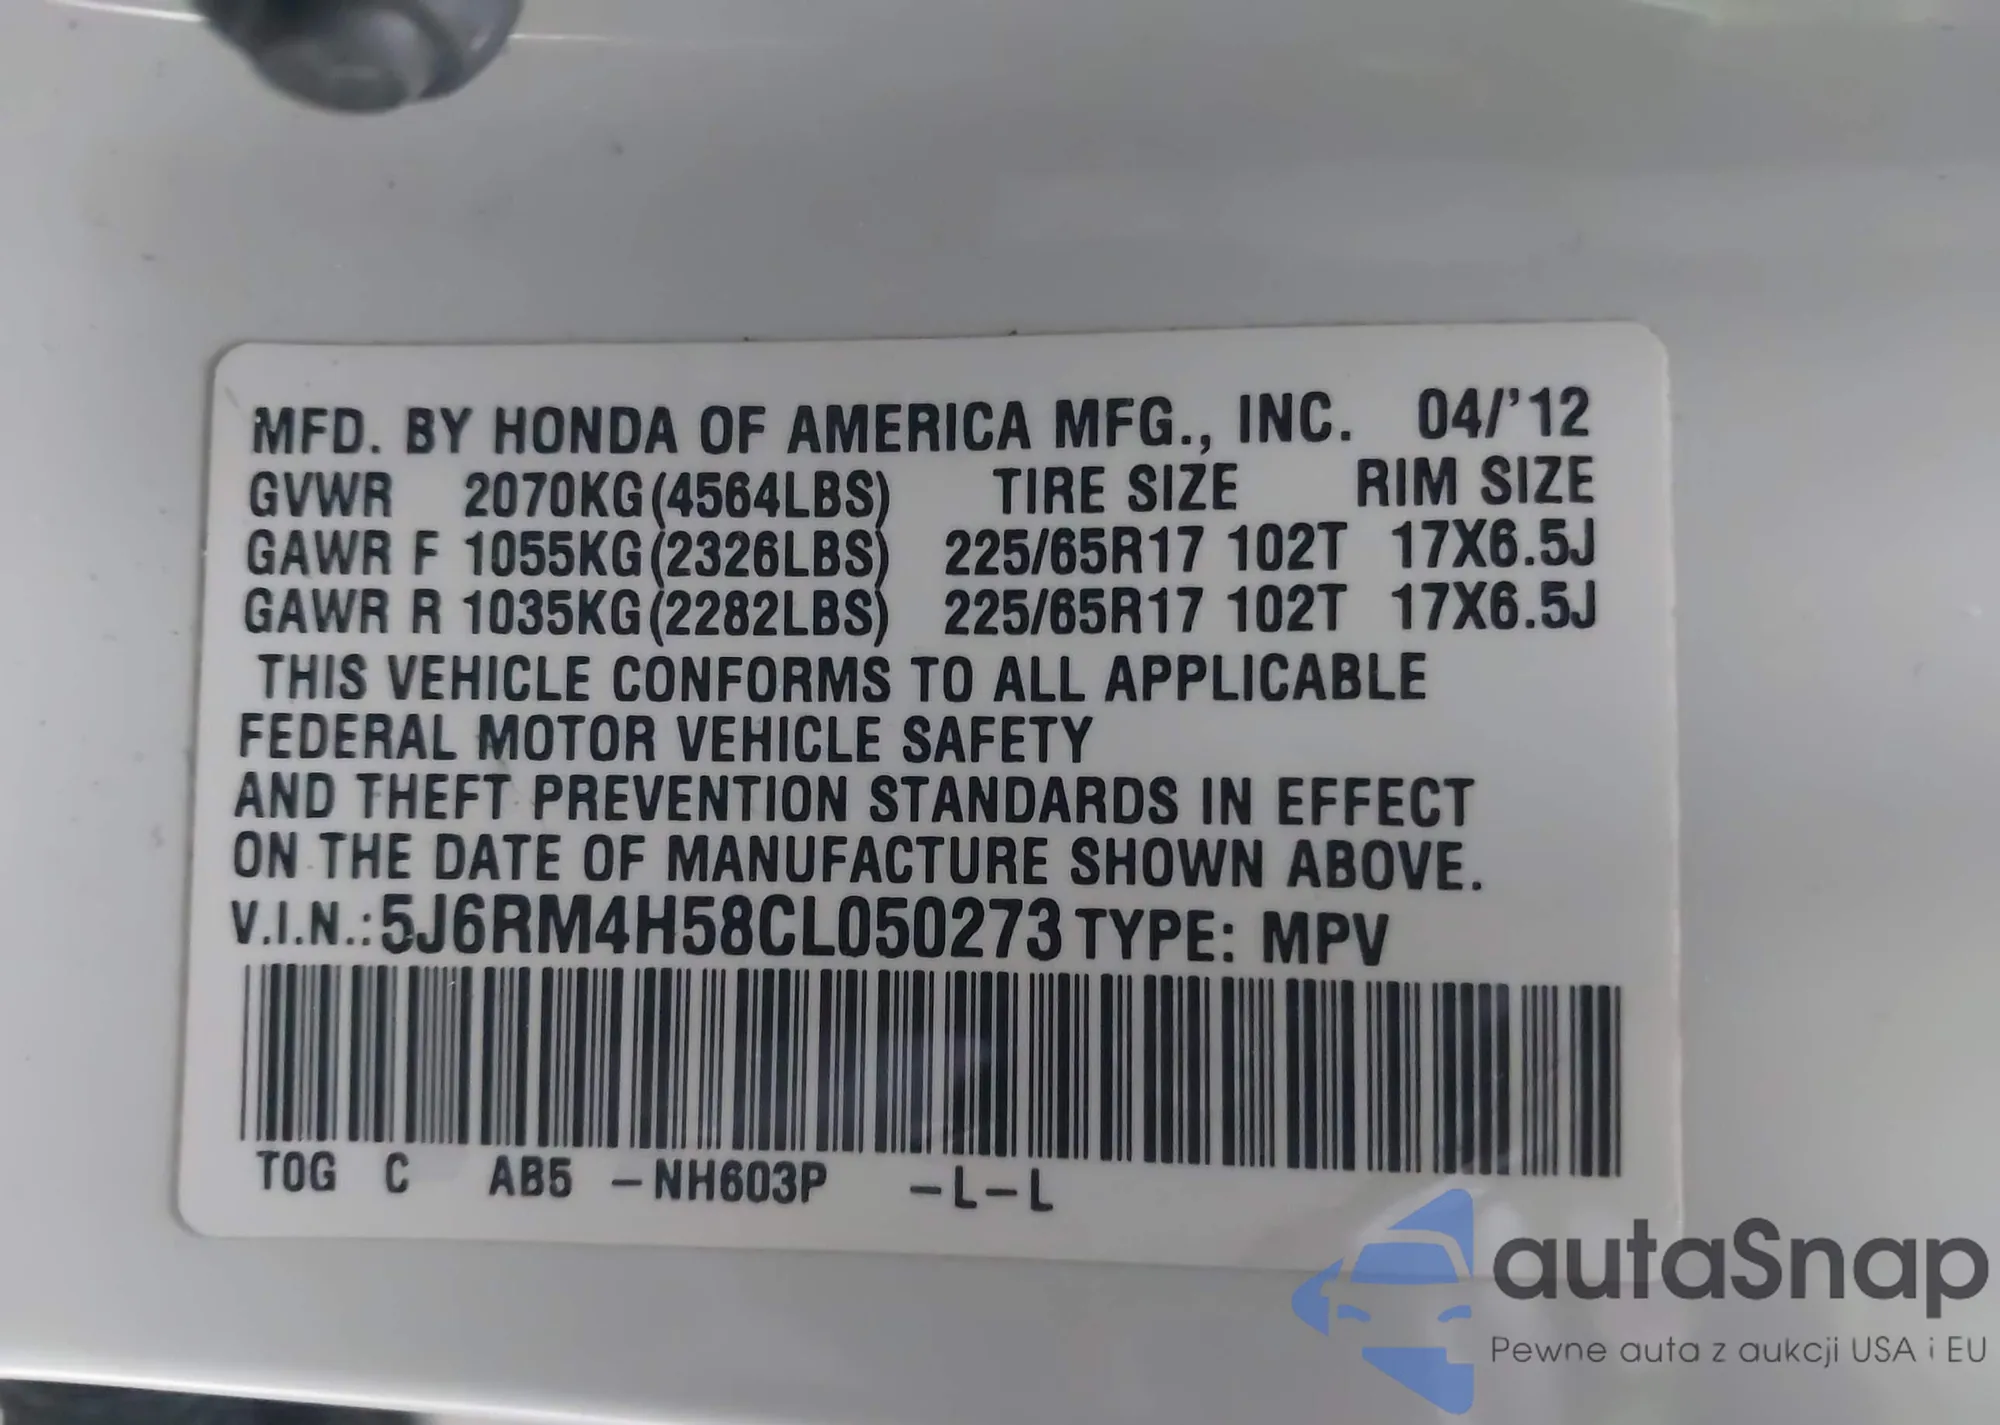 MFD. BY HONDA OF AMERICA MFG., INC. 04/'12
GVWR 2070KG(4564LBS) TIRE SIZE RIM SIZE
GAWR F 1055KG(2326LBS) 225/65R17 102T 17X6.5J
GAWR R 1035KG(2282LBS) 225/65R17 102T 17X6.5J
THIS VEHICLE CONFORMS TO ALL APPLICABLE
FEDERAL MOTOR VEHICLE SAFETY
AND THEFT PREVENTION STANDARDS IN EFFECT
ON THE DATE OF MANUFACTURE SHOWN ABOVE.
V.I.N.:5J6RM4H58CL050273 TYPE: MPV
T0G C AB5 -NH603P -L-L
autaSnap
Pewne auta z aukcji USA i EU